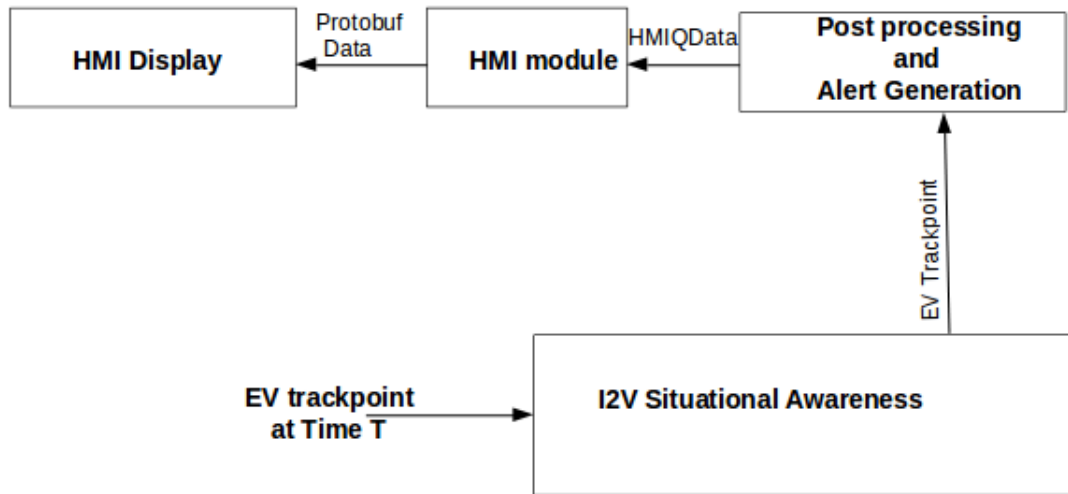 HMI Display
Protobuf
Data
HMI module
HMIQData
Post processing
and
Alert Generation
EV Trackpoint
EV trackpoint
at Time T
I2V Situational Awareness